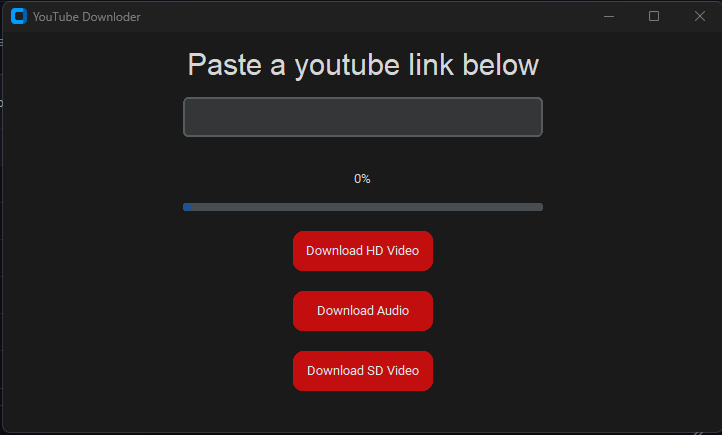 YouTube Downloder
Paste a youtube link below
0%
Download HD Video
Download Audio
Download SD Video